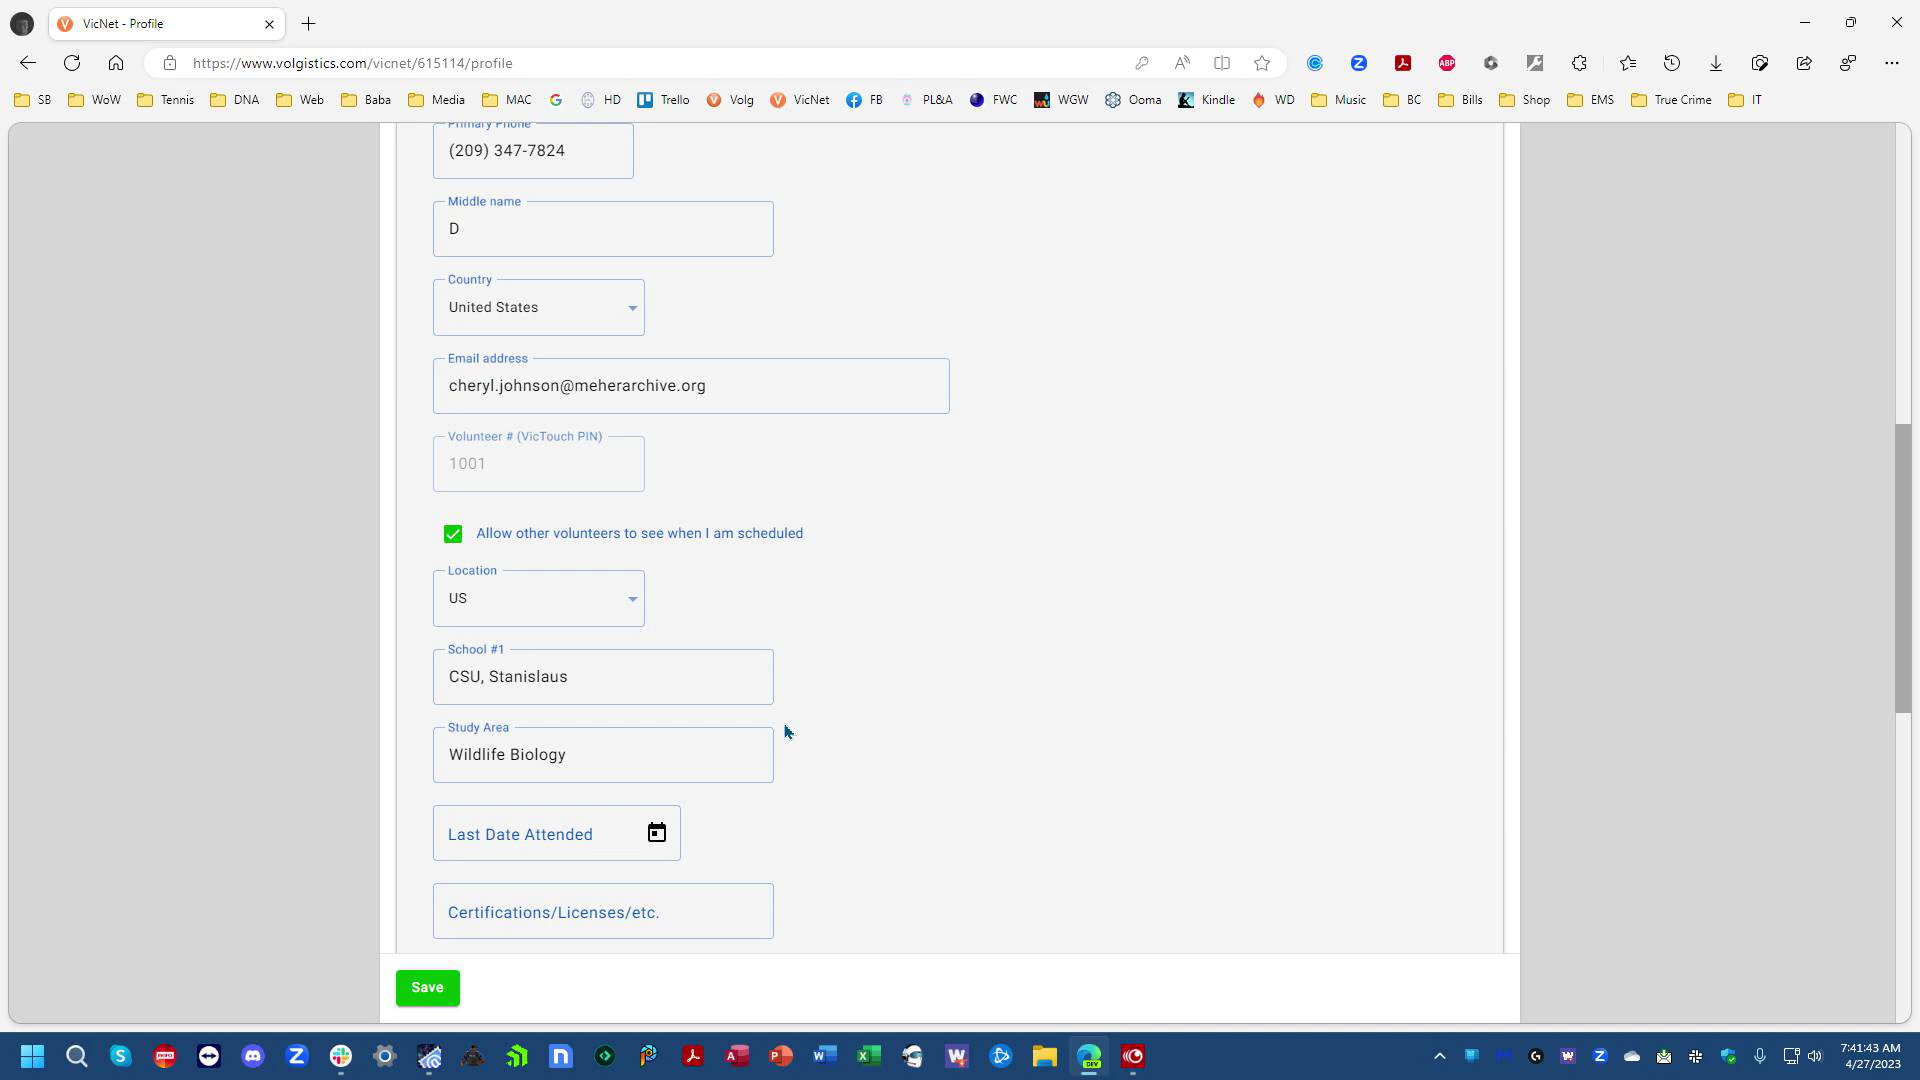 VicNet - Profile
https://www.volgistics.com/vicnet/615114/profile
SB WoW Tennis DNA Web Baba Media MAC HD Trello Volg VicNet FB PL&A FWC WGW Ooma Kindle WD Music BC Bills Shop EMS True Crime IT
Primary Phone
(209) 347-7824
Middle name
D
Country
United States
Email address
cheryl.johnson@meherarchive.org
Volunteer # (VicTouch PIN)
1001
Allow other volunteers to see when I am scheduled
Location
US
School #1
CSU, Stanislaus
Study Area
Wildlife Biology
Last Date Attended
Certifications/Licenses/etc.
Save
7:41:43 AM
4/27/2023